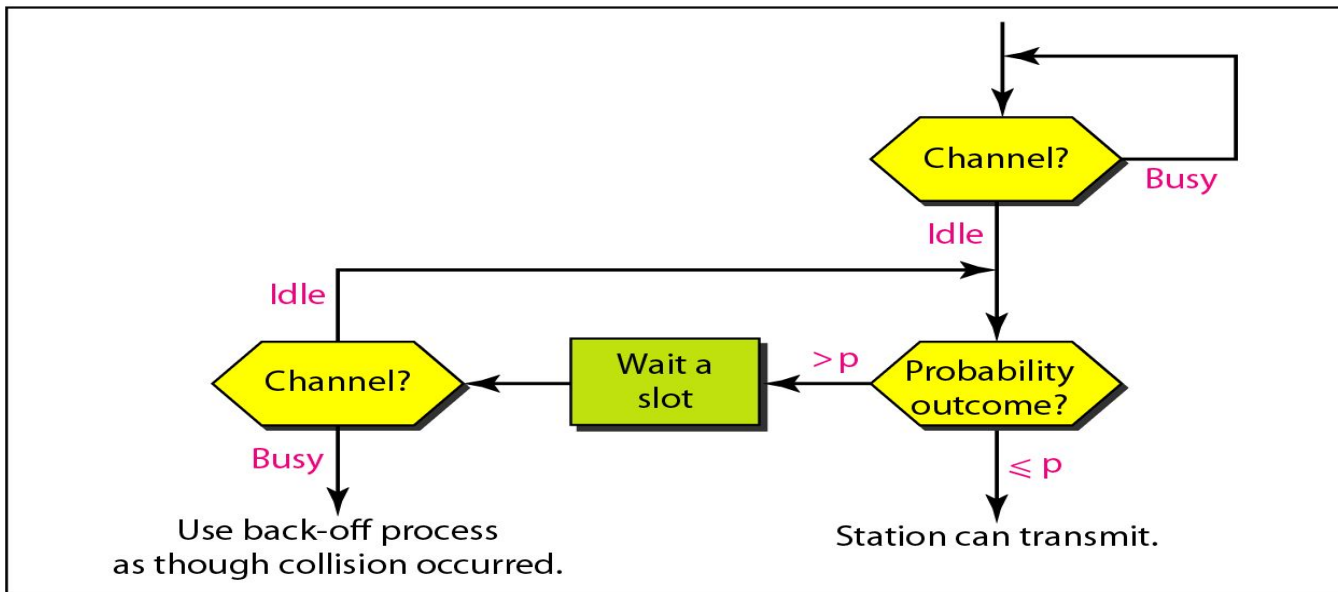 Channel?
Busy
Idle
Idle
Channel?
Wait a
slot
> p
Probability
outcome?
Busy
⩽ p
Use back-off process
as though collision occurred.
Station can transmit.